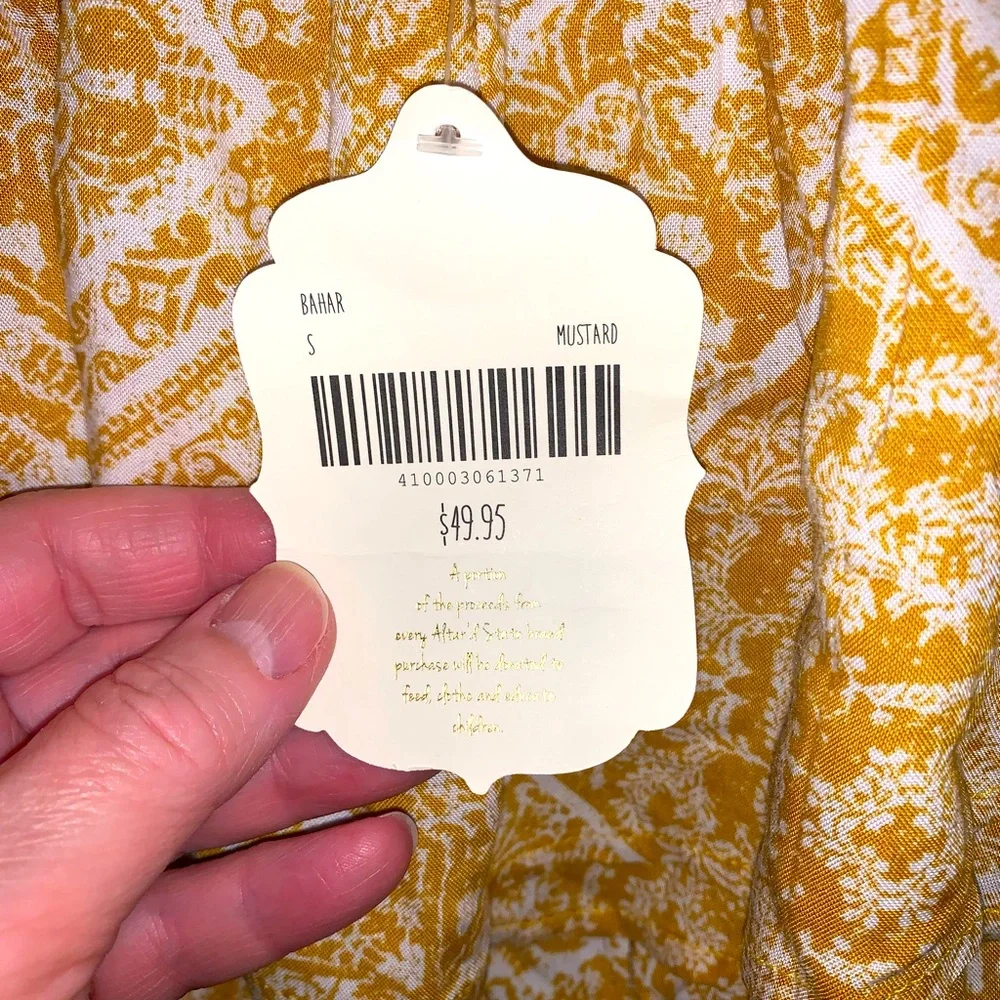 BAHAR
S MUSTARD
410003061371
$49.95
A portion
of the proceeds from
every Altar'd State brand
purchase will be donated to
feed, clothe and educate
children.